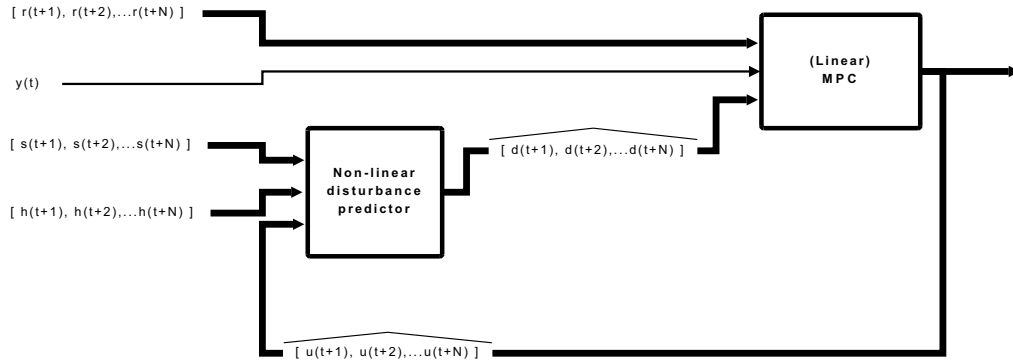 [ r(t+1), r(t+2),...r(t+N) ]
(Linear)
MPC
y(t)
[ s(t+1), s(t+2),...s(t+N) ]
[ d(t+1), d(t+2),...d(t+N) ]
Non-linear
disturbance
predictor
[ h(t+1), h(t+2),...h(t+N) ]
[ u(t+1), u(t+2),...u(t+N) ]